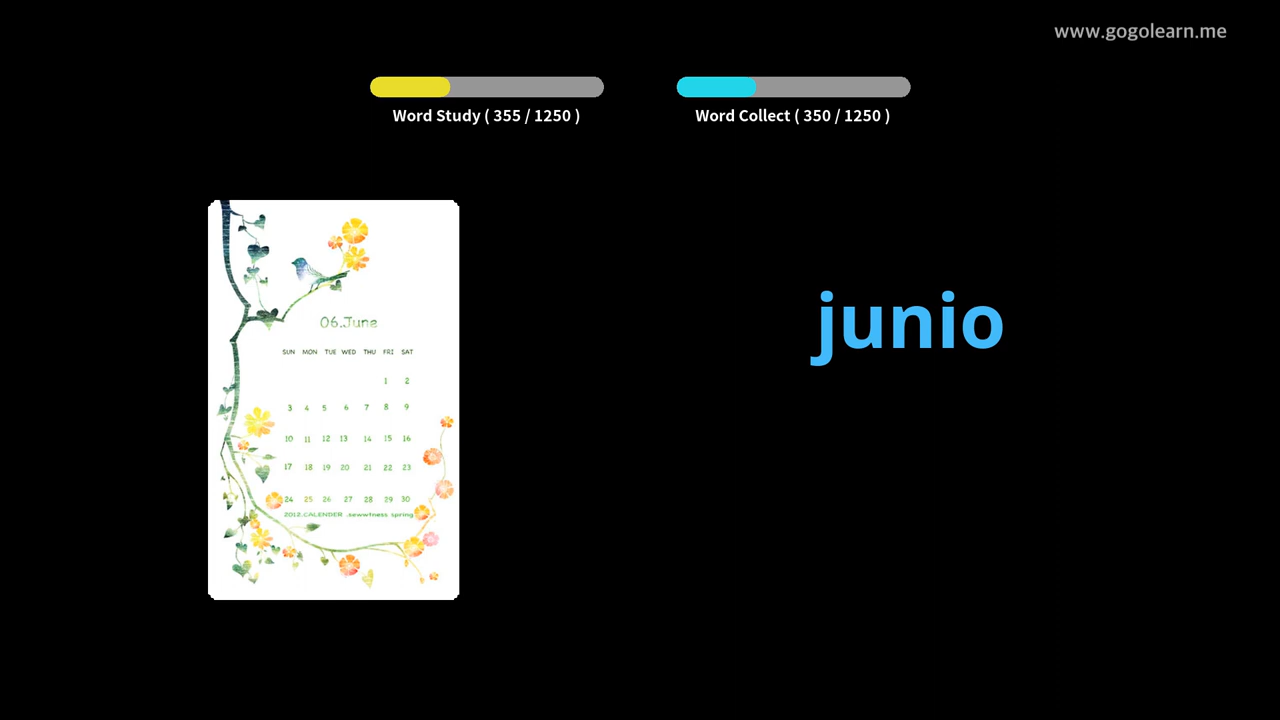 www.gogolearn.me
Word Study ( 355 / 1250 )
Word Collect ( 350 / 1250 )
06.June
SUN MON TUE WED THU FRI SAT
1 2
3 4 5 6 7 8 9
10 11 12 13 14 15 16
17 18 19 20 21 22 23
24 25 26 27 28 29 30
2012.CALENDER .sewwtness spring
junio